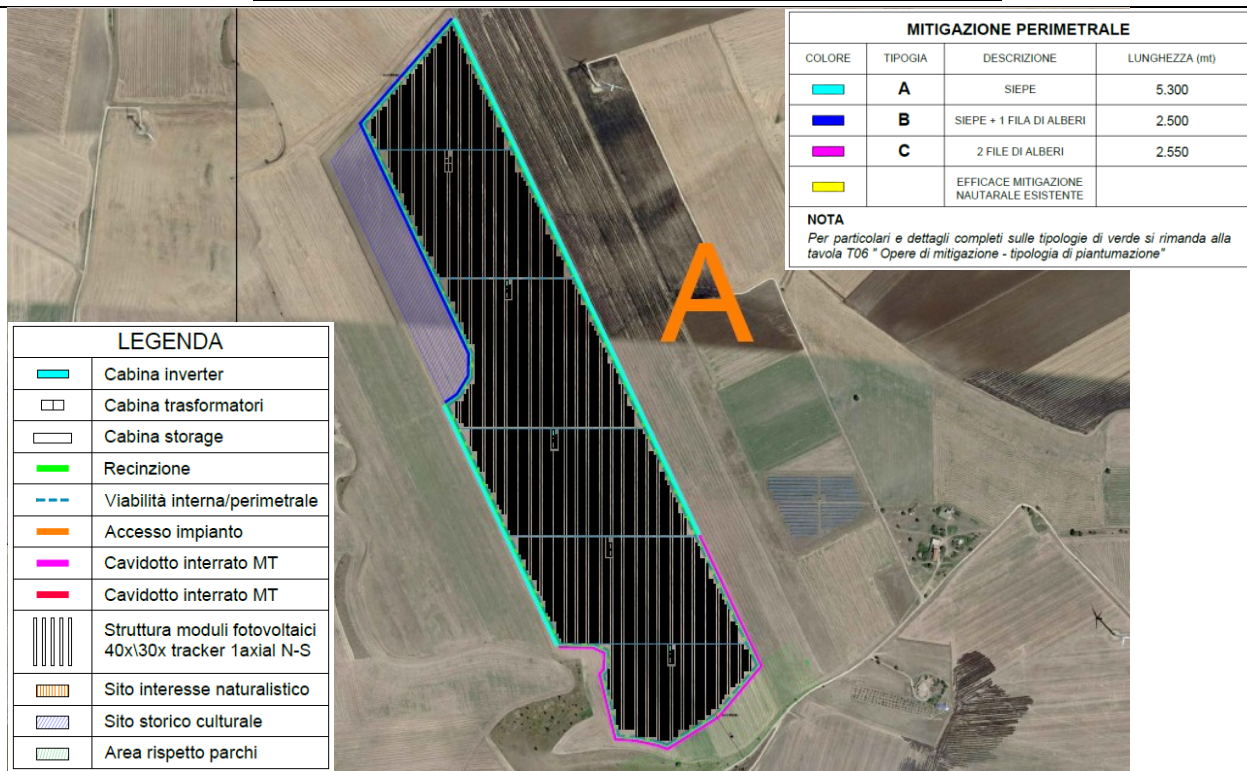 MITIGAZIONE PERIMETRALE
COLORE TIPOGIA DESCRIZIONE LUNGHEZZA (mt)
A SIEPE 5.300
B SIEPE + 1 FILA DI ALBERI 2.500
C 2 FILE DI ALBERI 2.550
EFFICACE MITIGAZIONE
NAUTARALE ESISTENTE
NOTA
Per particolari e dettagli completi sulle tipologie di verde si rimanda alla
tavola T06 " Opere di mitigazione - tipologia di piantumazione"
A
LEGENDA
Cabina inverter
Cabina trasformatori
Cabina storage
Recinzione
Viabilità interna/perimetrale
Accesso impianto
Cavidotto interrato MT
Cavidotto interrato MT
Struttura moduli fotovoltaici
40x\30x tracker 1axial N-S
Sito interesse naturalistico
Sito storico culturale
Area rispetto parchi